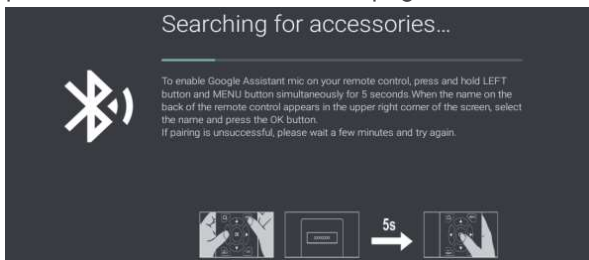 Searching for accessories...
To enable Google Assistant mic on your remote control, press and hold LEFT
button and MENU button simultaneously for 5 seconds.When the name on the
back of the remote control appears in the upper right corner of the screen, select
the name and press the OK button.
If pairing is unsuccessful, please wait a few minutes and try again.
5s